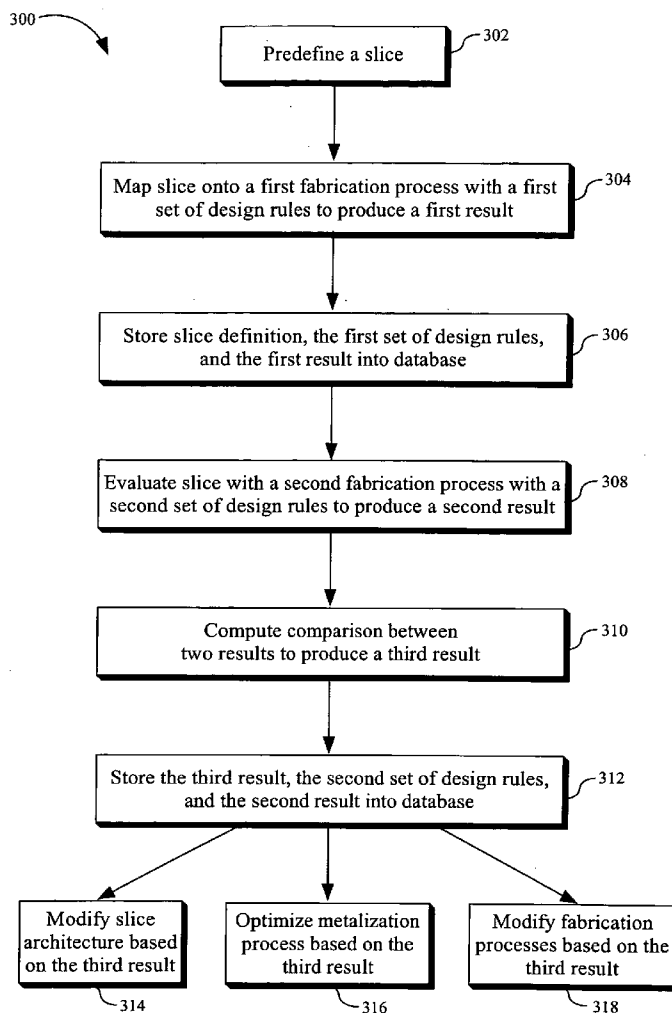 300
Predefine a slice
302
Map slice onto a first fabrication process with a first
set of design rules to produce a first result
304
Store slice definition, the first set of design rules,
and the first result into database
306
Evaluate slice with a second fabrication process with a
second set of design rules to produce a second result
308
Compute comparison between
two results to produce a third result
310
Store the third result, the second set of design rules,
and the second result into database
312
Modify slice
architecture based
on the third result
314
Optimize metalization
process based on the
third result
316
Modify fabrication
processes based on the
third result
318